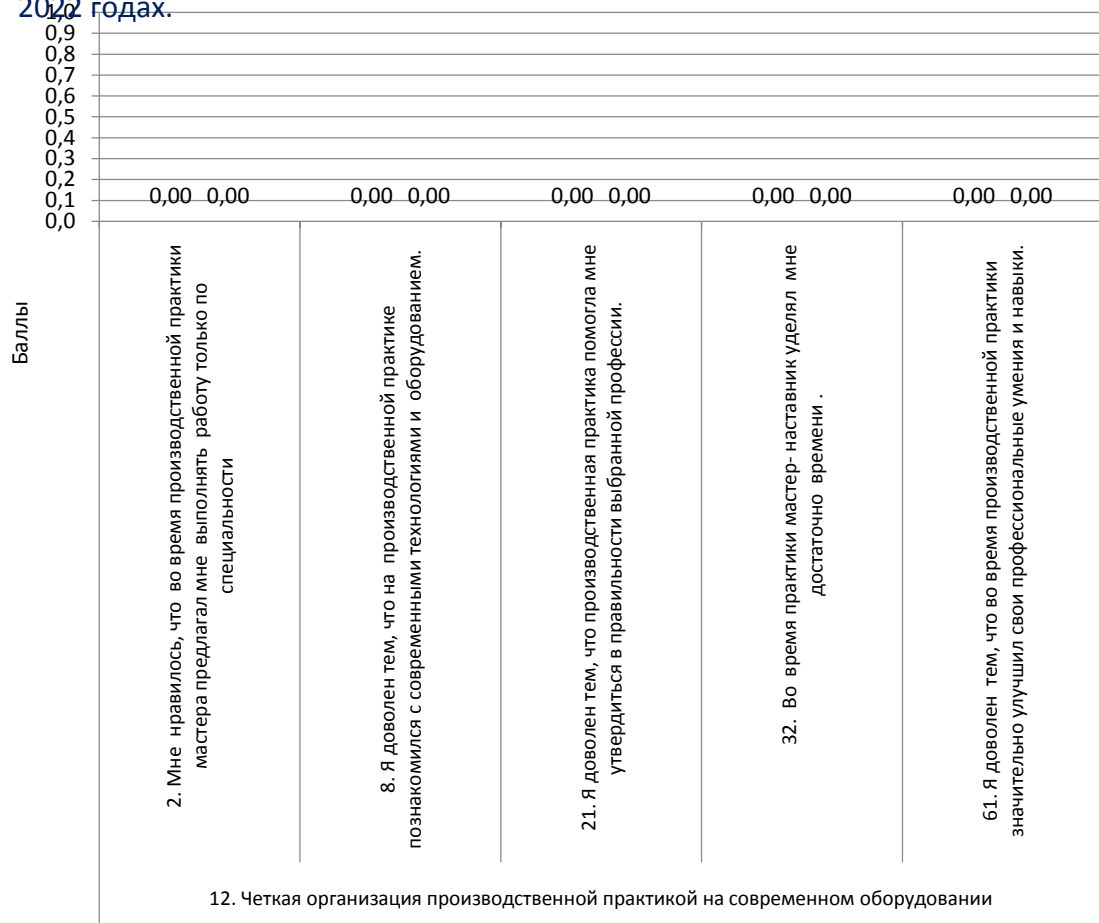 2022 годах.
1,0
0,9
0,8
0,7
0,6
0,5
0,4
0,3
0,2
0,1
0,0
0,00 0,00
0,00 0,00
0,00 0,00
0,00 0,00
0,00 0,00
Баллы
2. Мне нравилось, что во время производственной практики
мастера предлагал мне выполнять работу только по
специальности
8. Я доволен тем, что на производственной практике
познакомился с современными технологиями и оборудованием.
21. Я доволен тем, что производственная практика помогла мне
утвердиться в правильности выбранной профессии.
32. Во время практики мастер- наставник уделял мне
достаточно времени .
61. Я доволен тем, что во время производственной практики
значительно улучшил свои профессиональные умения и навыки.
12. Четкая организация производственной практикой на современном оборудовании